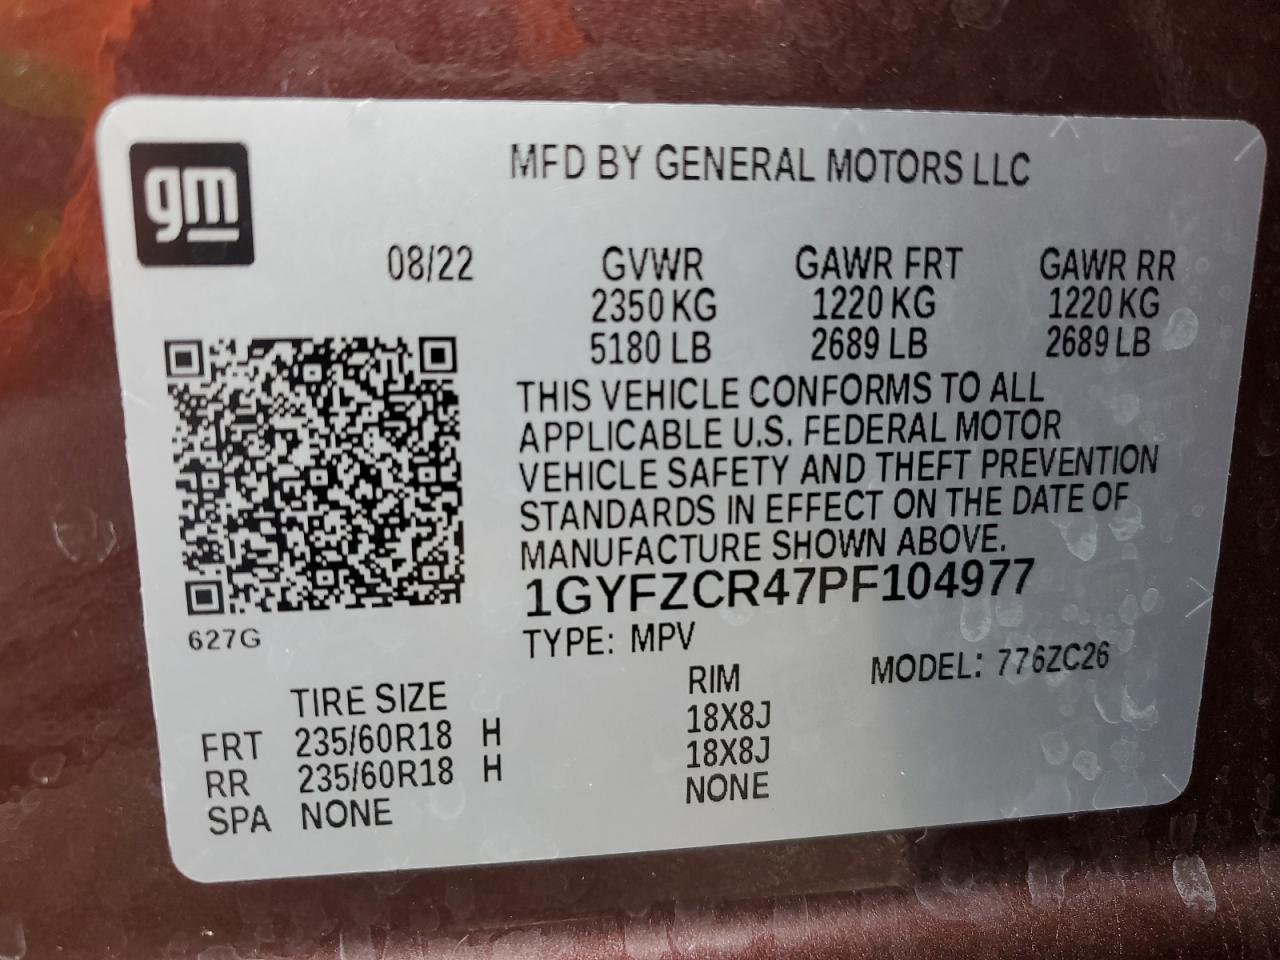 gm
MFD BY GENERAL MOTORS LLC
08/22 GVWR GAWR FRT GAWR RR
2350 KG 1220 KG 1220 KG
5180 LB 2689 LB 2689 LB
THIS VEHICLE CONFORMS TO ALL
APPLICABLE U.S. FEDERAL MOTOR
VEHICLE SAFETY AND THEFT PREVENTION
STANDARDS IN EFFECT ON THE DATE OF
MANUFACTURE SHOWN ABOVE.
1GYFZCR47PF104977
627G
TYPE: MPV MODEL: 776ZC26
TIRE SIZE RIM
FRT 235/60R18 H 18X8J
RR 235/60R18 H 18X8J
SPA NONE NONE